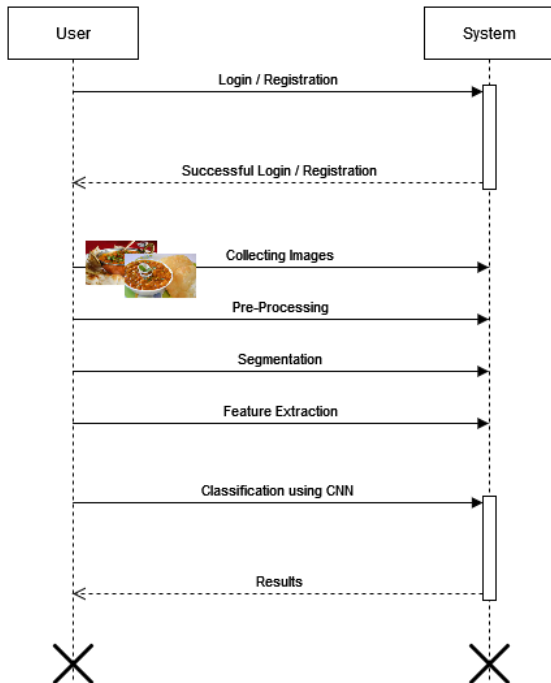 User
System
Login / Registration
Successful Login / Registration
Collecting Images
Pre-Processing
Segmentation
Feature Extraction
Classification using CNN
Results